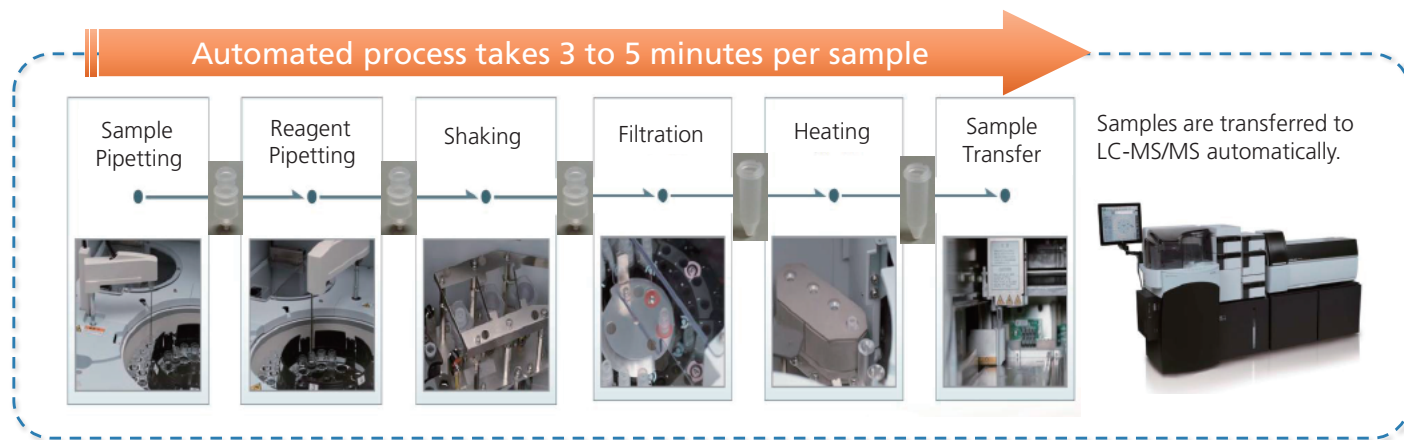 Automated process takes 3 to 5 minutes per sample
Sample
Pipetting
Reagent
Pipetting
Shaking
Filtration
Heating
Sample
Transfer
Samples are transferred to
LC-MS/MS automatically.